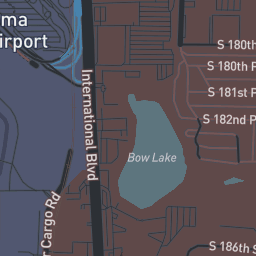 ma
irport
International Blvd
Bow Lake
S 180th P
S 180th P
S 181st P
S 182nd P
r Cargo Rd
S 186th S